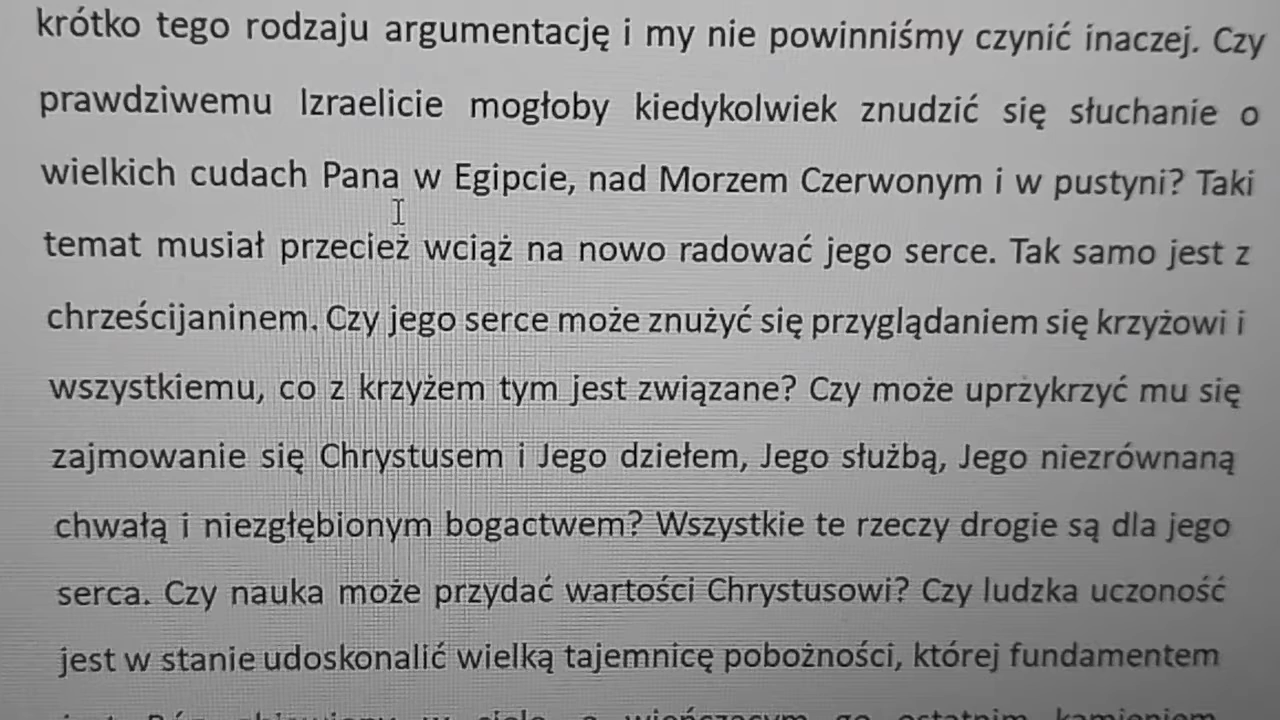 krótko tego rodzaju argumentację i my nie powinniśmy czynić inaczej. Czy
prawdziwemu Izraelicie mogłoby kiedykolwiek znudzić się słuchanie o
wielkich cudach Pana w Egipcie, nad Morzem Czerwonym i w pustyni? Taki
temat musiał przecież wciąż na nowo radować jego serce. Tak samo jest z
chrześcijaninem. Czy jego serce może znużyć się przyglądaniem się krzyżowi i
wszystkiemu, co z krzyżem tym jest związane? Czy może uprzykrzyć mu się
zajmowanie się Chrystusem i Jego dziełem, Jego służbą, Jego niezrównaną
chwałą i niezgłębionym bogactwem? Wszystkie te rzeczy drogie są dla jego
serca. Czy nauka może przydać wartości Chrystusowi? Czy ludzka uczoność
jest w stanie udoskonalić wielką tajemnicę pobożności, której fundamentem